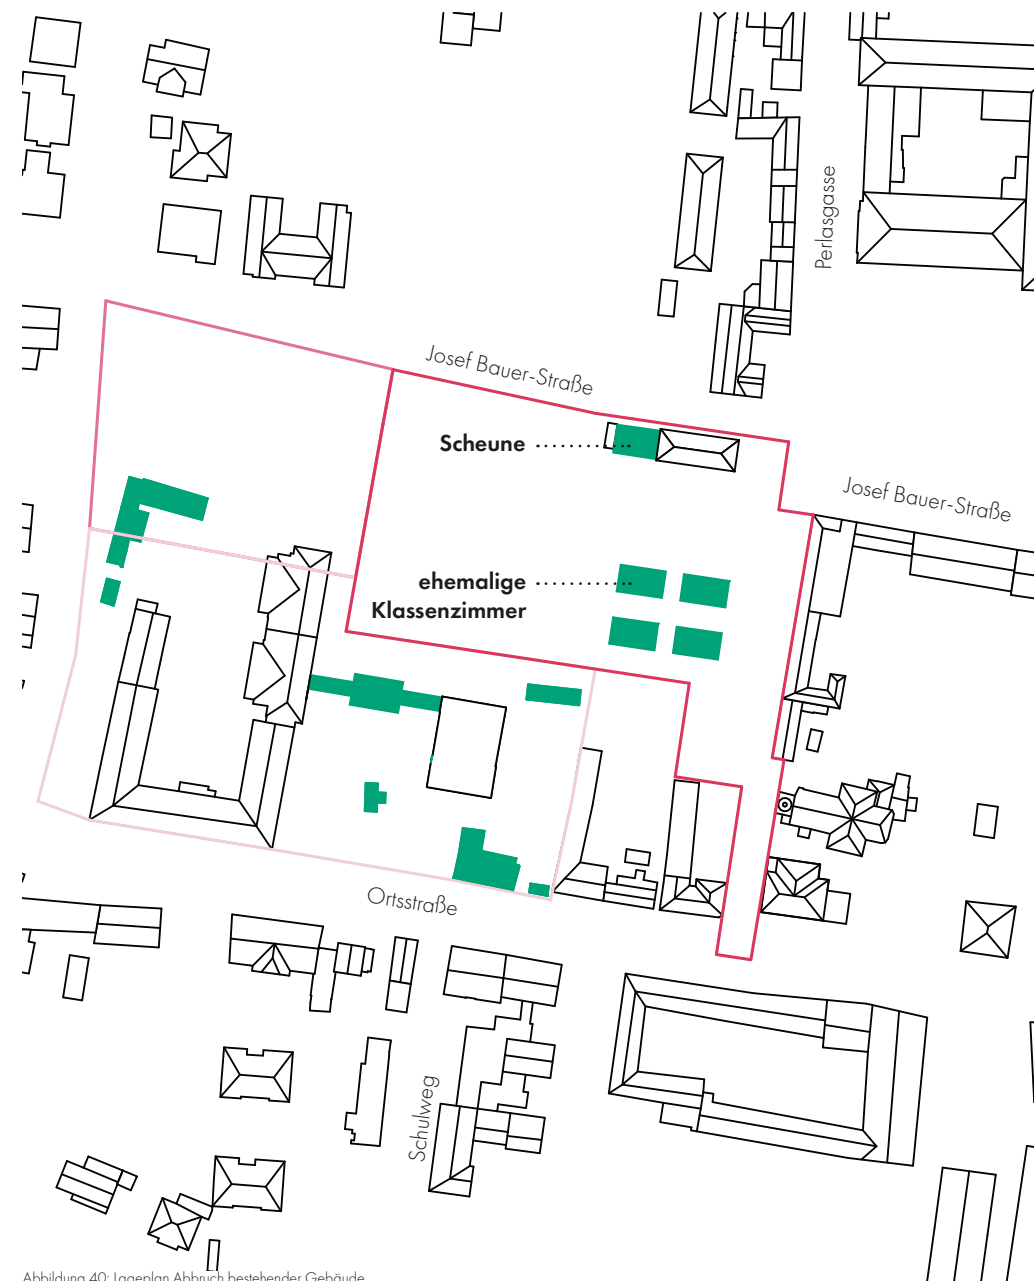 Perlasgasse
Josef Bauer-Straße
Scheune
Josef Bauer-Straße
ehemalige
Klassenzimmer
Ortsstraße
Schulweg
Abbildung 40: Lageplan Abbruch bestehender Gebäude